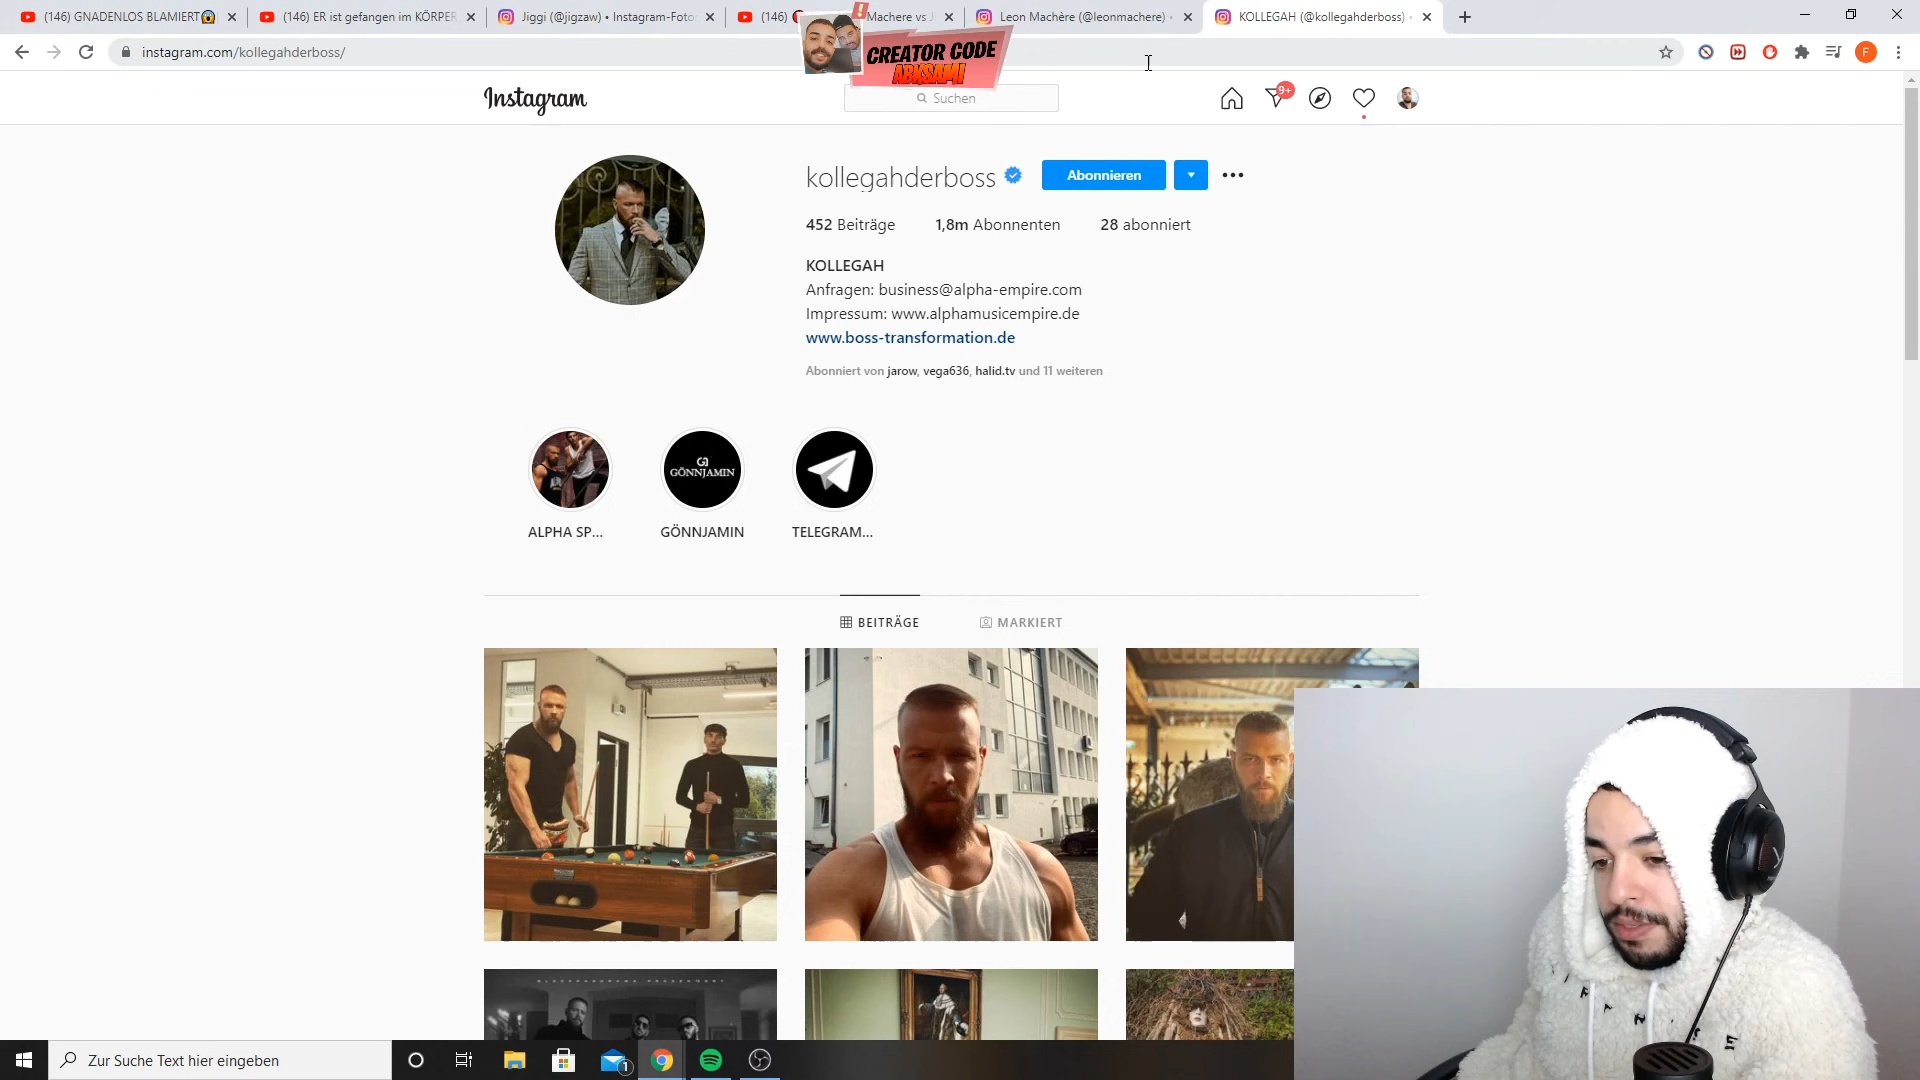 (146) GNADENLOS BLAMIERT😱
(146) ER ist gefangen im KÖRPER
Jiggi (@jigzaw) • Instagram-Foto
(146)
Machere vs J
Leon Machère (@leonmachere) •
KOLLEGAH (@kollegahderboss) •
instagram.com/kollegahderboss/
F
CREATOR CODE
ABKSAMI
Instagram
Suchen
9+
kollegahderboss
Abonnieren
452 Beiträge
1,8m Abonnenten
28 abonniert
KOLLEGAH
Anfragen: business@alpha-empire.com
Impressum: www.alphamusicempire.de
www.boss-transformation.de
Abonniert von jarow, vega636, halid.tv und 11 weiteren
GÖNNJAMIN
ALPHA SP...
GÖNNJAMIN
TELEGRAM...
BEITRÄGE
MARKIERT
Zur Suche Text hier eingeben
1